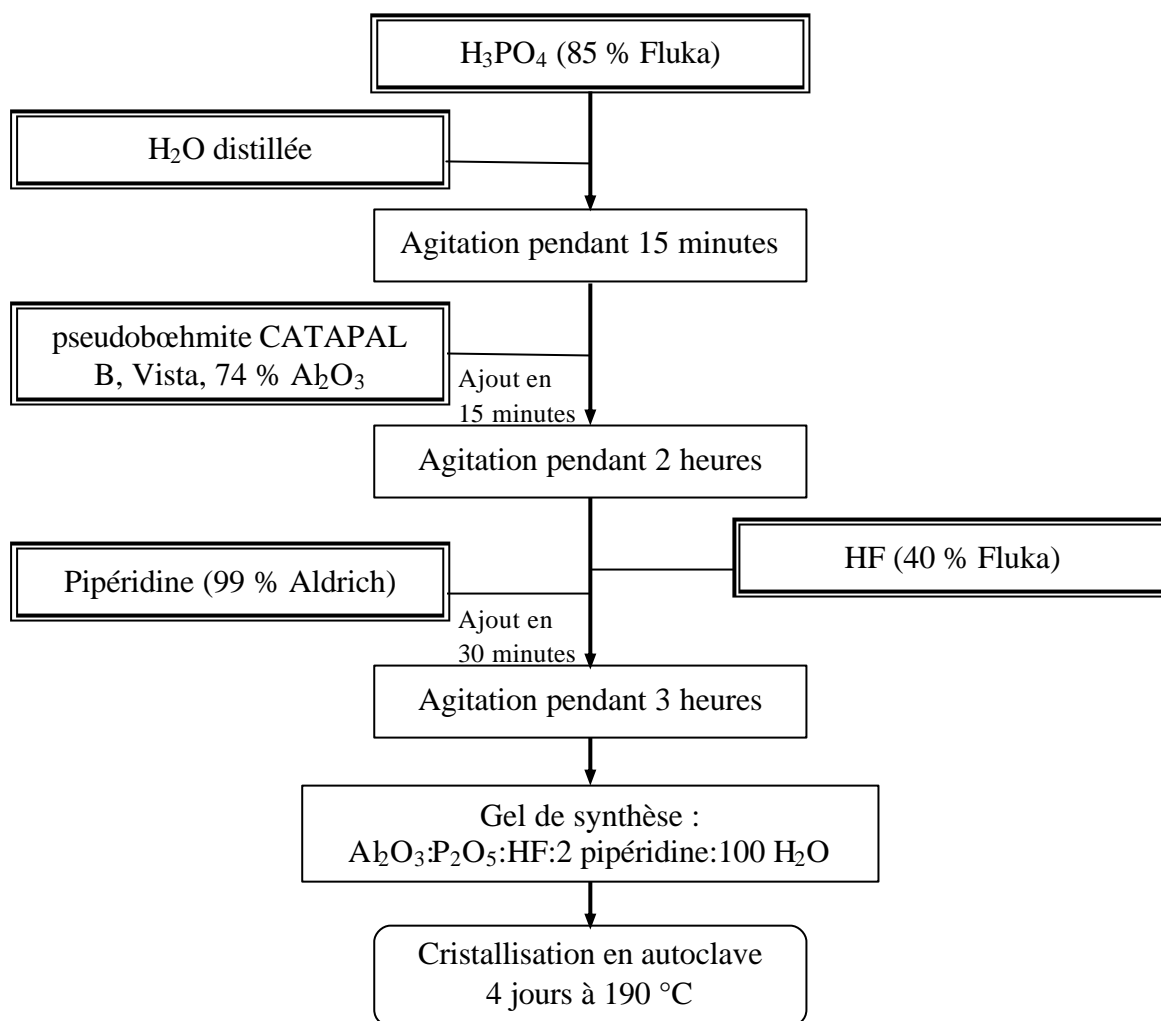 H₃PO₄ (85 % Fluka)
H₂O distillée
Agitation pendant 15 minutes
pseudobœhmite CATAPAL
B, Vista, 74 % Al₂O₃
Ajout en
15 minutes
Agitation pendant 2 heures
HF (40 % Fluka)
Pipéridine (99 % Aldrich)
Ajout en
30 minutes
Agitation pendant 3 heures
Gel de synthèse :
Al₂O₃:P₂O₅:HF:2 pipéridine:100 H₂O
Cristallisation en autoclave
4 jours à 190 °C